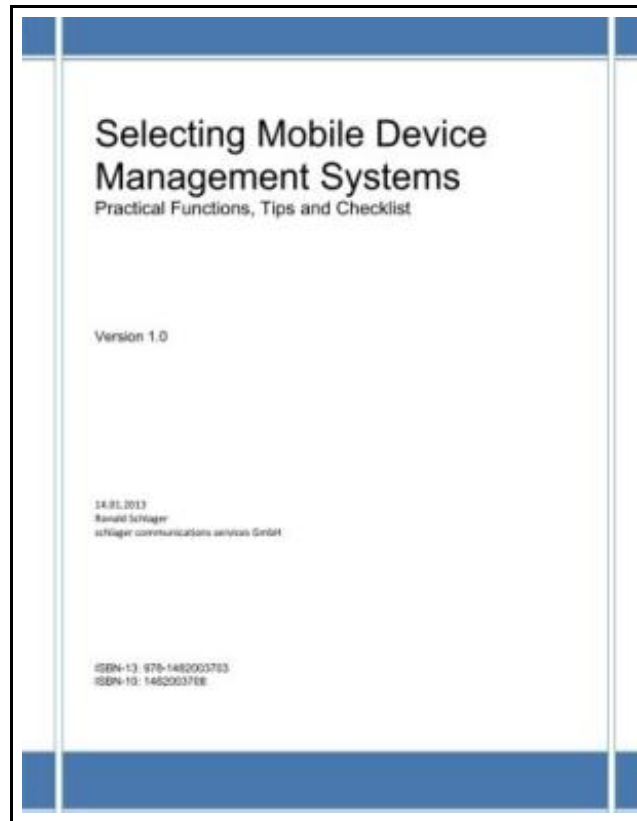 Selecting Mobile Device
Management Systems
Practical Functions, Tips and Checklist
Version 1.0
14.01.2013
Ronald Schlager
schlager communications services GmbH
ISBN-13: 978-1482003703
ISBN-10: 1482003708